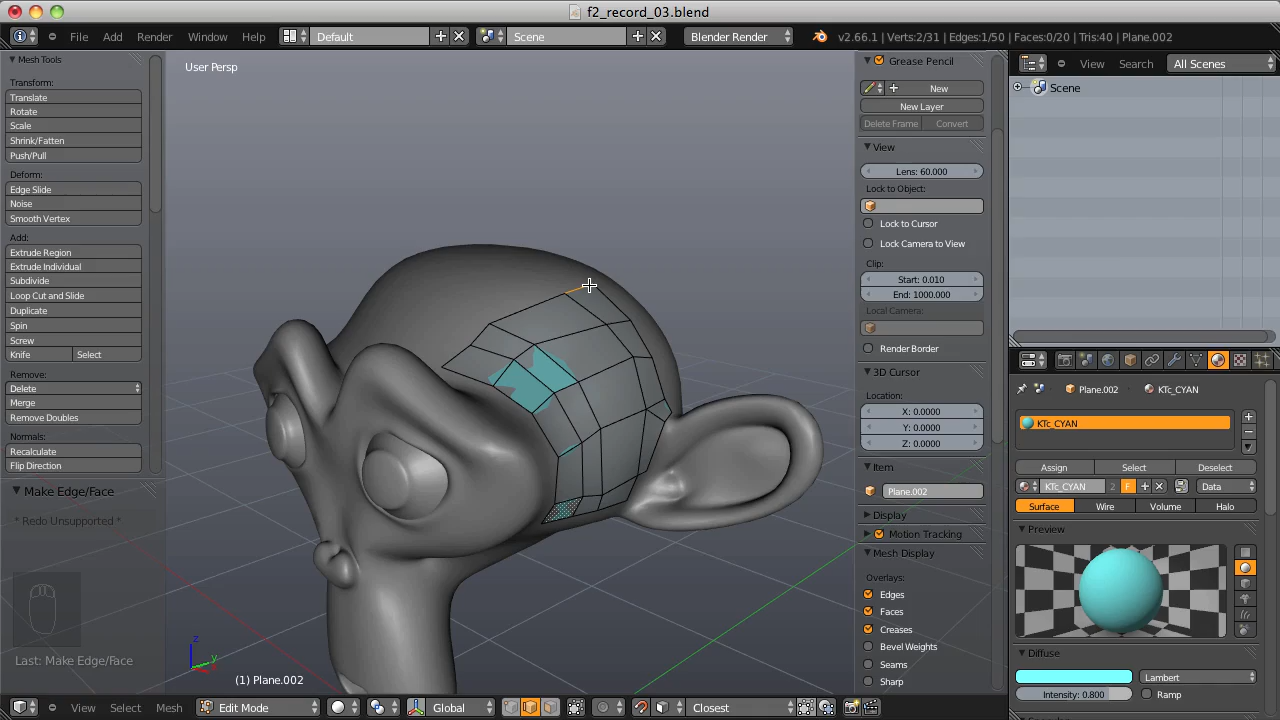 f2_record_03.blend
File Add Render Window Help Default Scene Blender Render v2.66.1 | Verts:2/31 | Edges:1/50 | Faces:0/20 | Tris:40 | Plane.002
Mesh Tools
Transform:
Translate
Rotate
Scale
Shrink/Fatten
Push/Pull
Deform:
Edge Slide
Noise
Smooth Vertex
Add:
Extrude Region
Extrude Individual
Subdivide
Loop Cut and Slide
Duplicate
Spin
Screw
Knife Select
Remove:
Delete
Merge
Remove Doubles
Normals:
Recalculate
Flip Direction
Make Edge/Face
* Redo Unsupported *
Last: Make Edge/Face
User Persp
z
y
(1) Plane.002
Grease Pencil
New
New Layer
Delete Frame Convert
View
Lens: 60.000
Lock to Object:
Lock to Cursor
Lock Camera to View
Clip:
Start: 0.010
End: 1000.000
Local Camera:
Render Border
3D Cursor
Location:
X: 0.0000
Y: 0.0000
Z: 0.0000
Item
Plane.002
Display
Motion Tracking
Mesh Display
Overlays:
Edges
Faces
Creases
Bevel Weights
Seams
Sharp
View Search All Scenes
Scene
Plane.002 KTc_CYAN
KTc_CYAN
Assign Select Deselect
KTc_CYAN 2 F Data
Surface Wire Volume Halo
Preview
Diffuse
Lambert
Intensity: 0.800 Ramp
View Select Mesh Edit Mode Global Closest